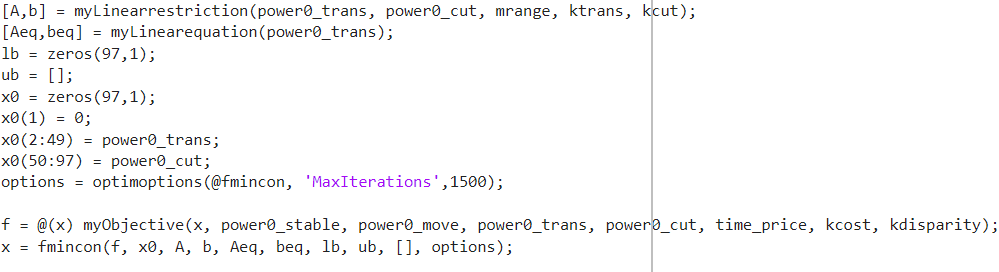 [A,b] = myLinearrestriction(power0_trans, power0_cut, mrange, ktrans, kcut);
[Aeq,beq] = myLinearequation(power0_trans);
lb = zeros(97,1);
ub = [];
x0 = zeros(97,1);
x0(1) = 0;
x0(2:49) = power0_trans;
x0(50:97) = power0_cut;
options = optimoptions(@fmincon, 'MaxIterations',1500);
f = @(x) myObjective(x, power0_stable, power0_move, power0_trans, power0_cut, time_price, kcost, kdisparity);
x = fmincon(f, x0, A, b, Aeq, beq, lb, ub, [], options);